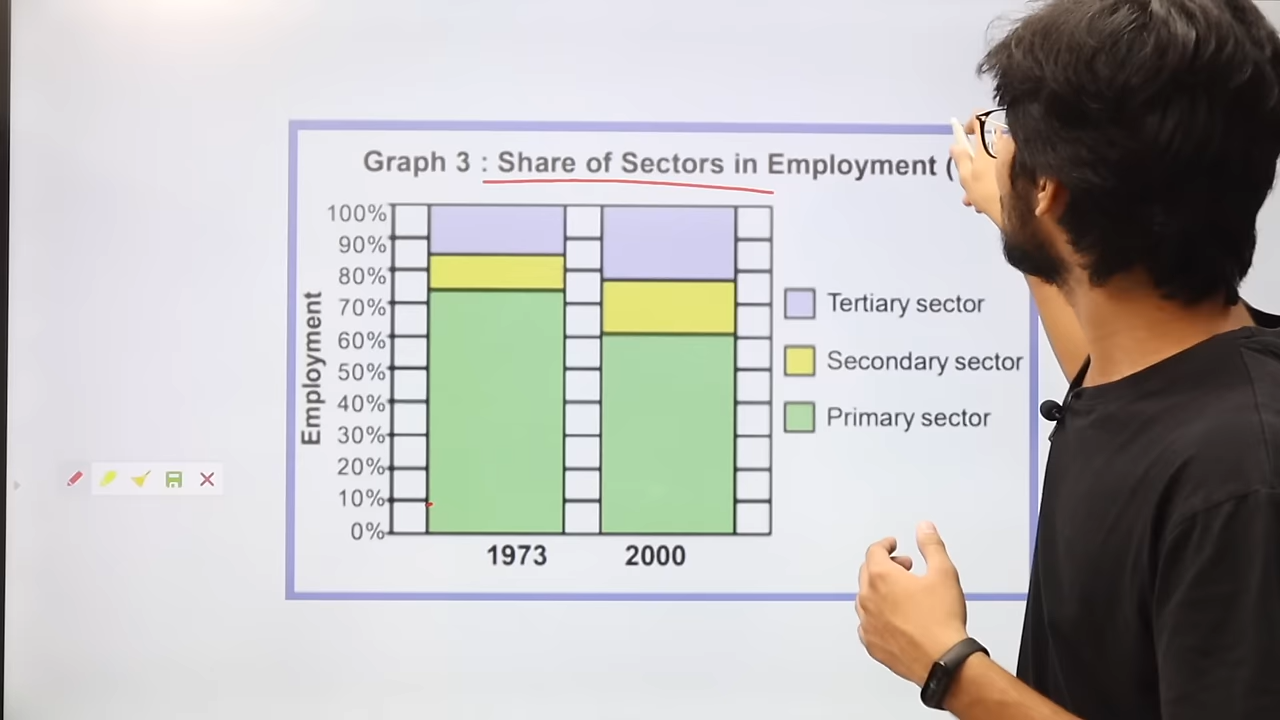 Graph 3 : Share of Sectors in Employment (
100%
90%
80%
70%
60%
50%
40%
30%
20%
10%
0%
Employment
1973
2000
Tertiary sector
Secondary sector
Primary sector